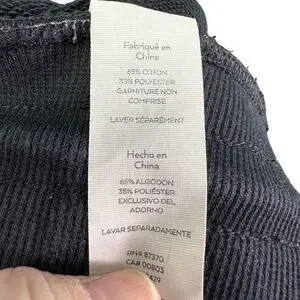 Fabriqué en
Chine
65% COTON
35% POLYESTER
GARNITURE NON
COMPRISE
LAVER SÉPARÉMENT
Hecho en
China
65% ALGODÓN
35% POLIÉSTER
EXCLUSIVO DEL
ADORNO
LAVAR SEPARADAMENTE
RN# 87370
CA# 00803